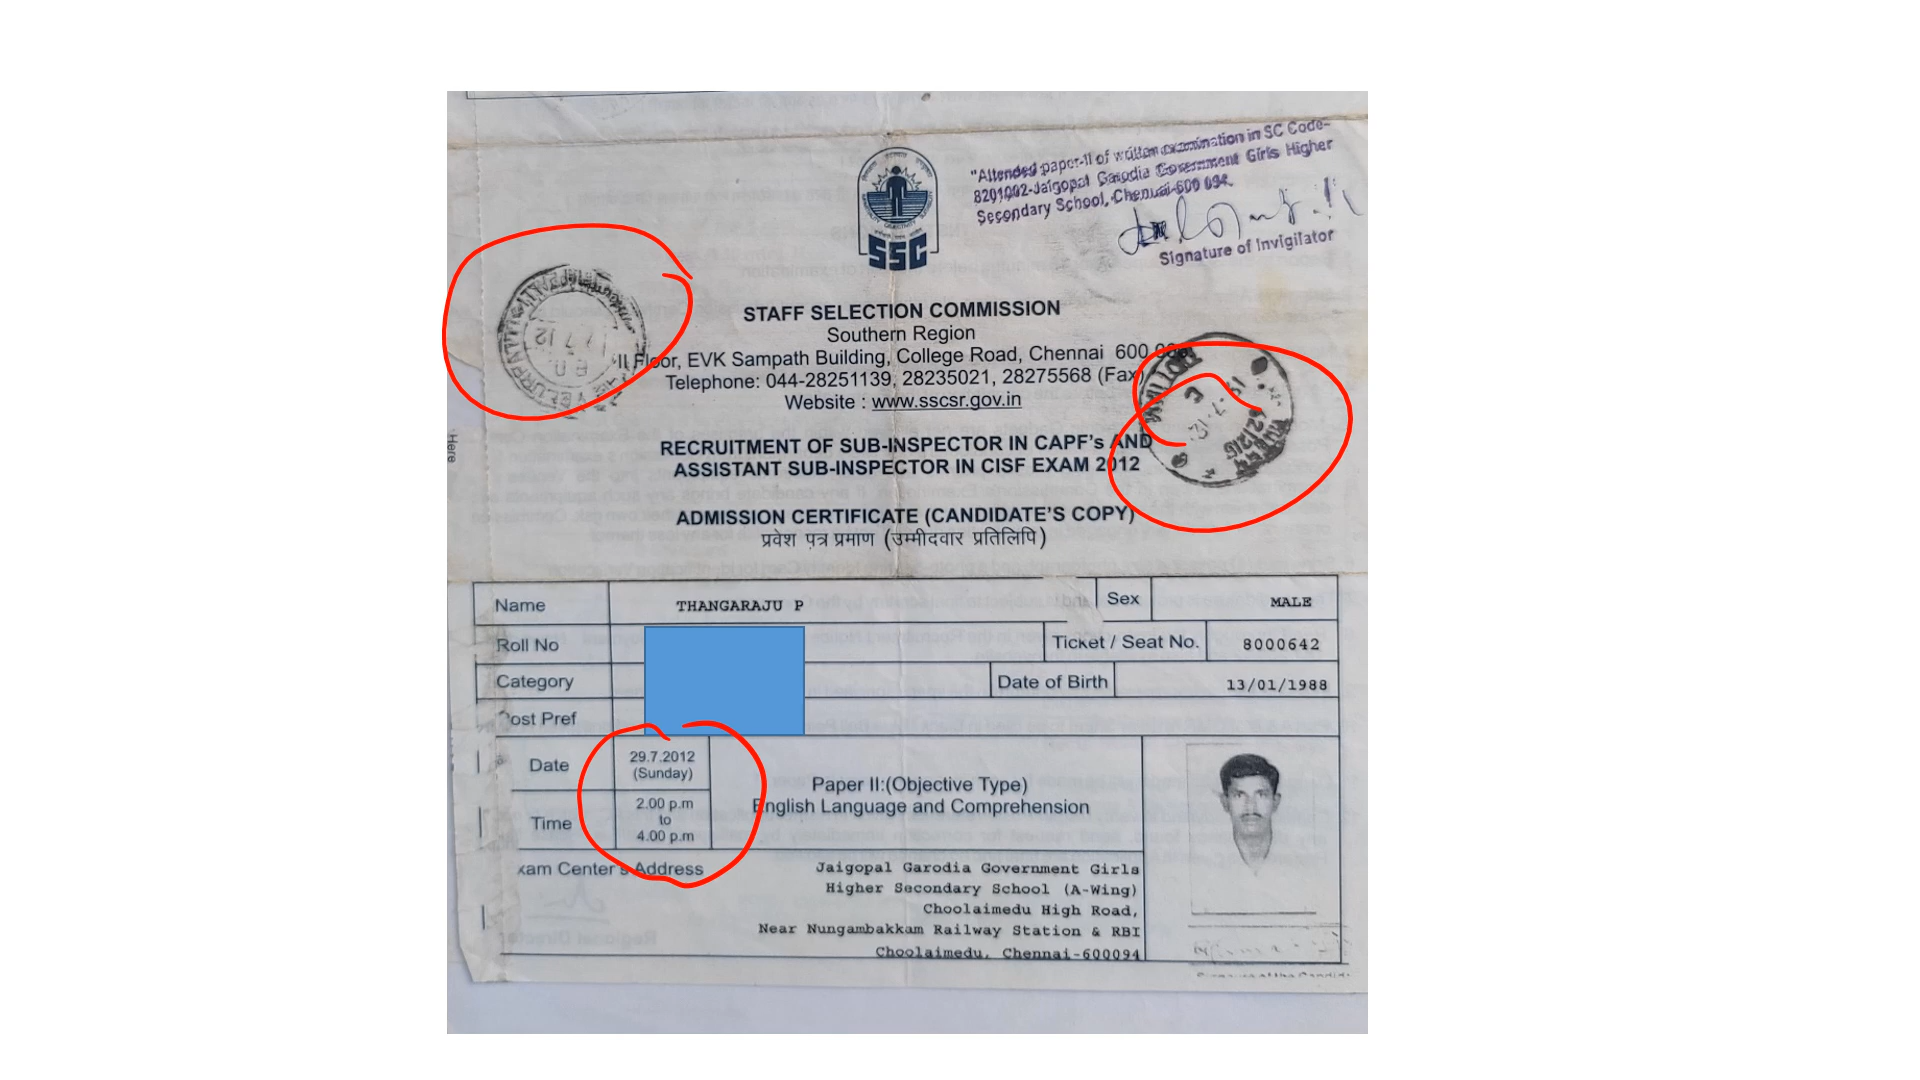 "Attended paper-II of written examination in SC Code-
8201002-Jaigopal Garodia Government Girls Higher
Secondary School, Chennai-600 094.
Signature of Invigilator
SSC
STAFF SELECTION COMMISSION
Southern Region
II Floor, EVK Sampath Building, College Road, Chennai 600
Telephone: 044-28251139, 28235021, 28275568 (Fax)
Website : www.sscsr.gov.in
RECRUITMENT OF SUB-INSPECTOR IN CAPF's AND
ASSISTANT SUB-INSPECTOR IN CISF EXAM 2012
ADMISSION CERTIFICATE (CANDIDATE'S COPY)
प्रवेश पत्र प्रमाण (उम्मीदवार प्रतिलिपि)
Here
Name THANGARAJU P Sex MALE
Roll No Ticket / Seat No. 8000642
Category Date of Birth 13/01/1988
Post Pref
Date 29.7.2012
(Sunday)
Time 2.00 p.m
to
4.00 p.m
Paper II:(Objective Type)
English Language and Comprehension
xam Center's Address
Jaigopal Garodia Government Girls
Higher Secondary School (A-Wing)
Choolaimedu High Road,
Near Nungambakkam Railway Station & RBI
Choolaimedu, Chennai-600094